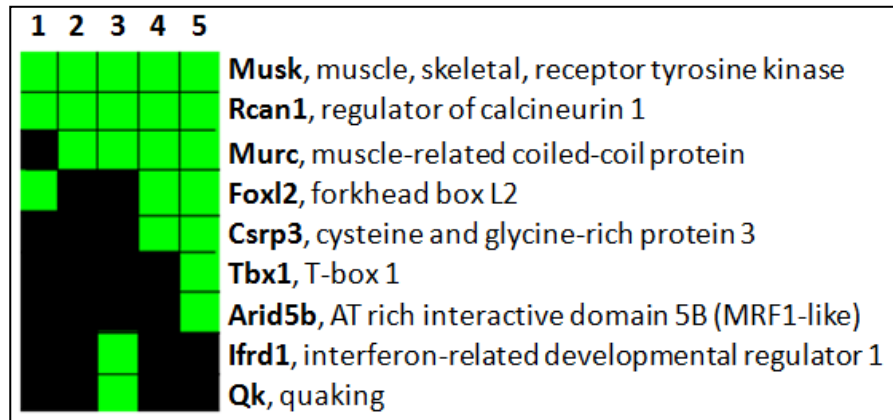 1 2 3 4 5
Musk, muscle, skeletal, receptor tyrosine kinase
Rcan1, regulator of calcineurin 1
Murc, muscle-related coiled-coil protein
Foxl2, forkhead box L2
Csrp3, cysteine and glycine-rich protein 3
Tbx1, T-box 1
Arid5b, AT rich interactive domain 5B (MRF1-like)
Ifrd1, interferon-related developmental regulator 1
Qk, quaking